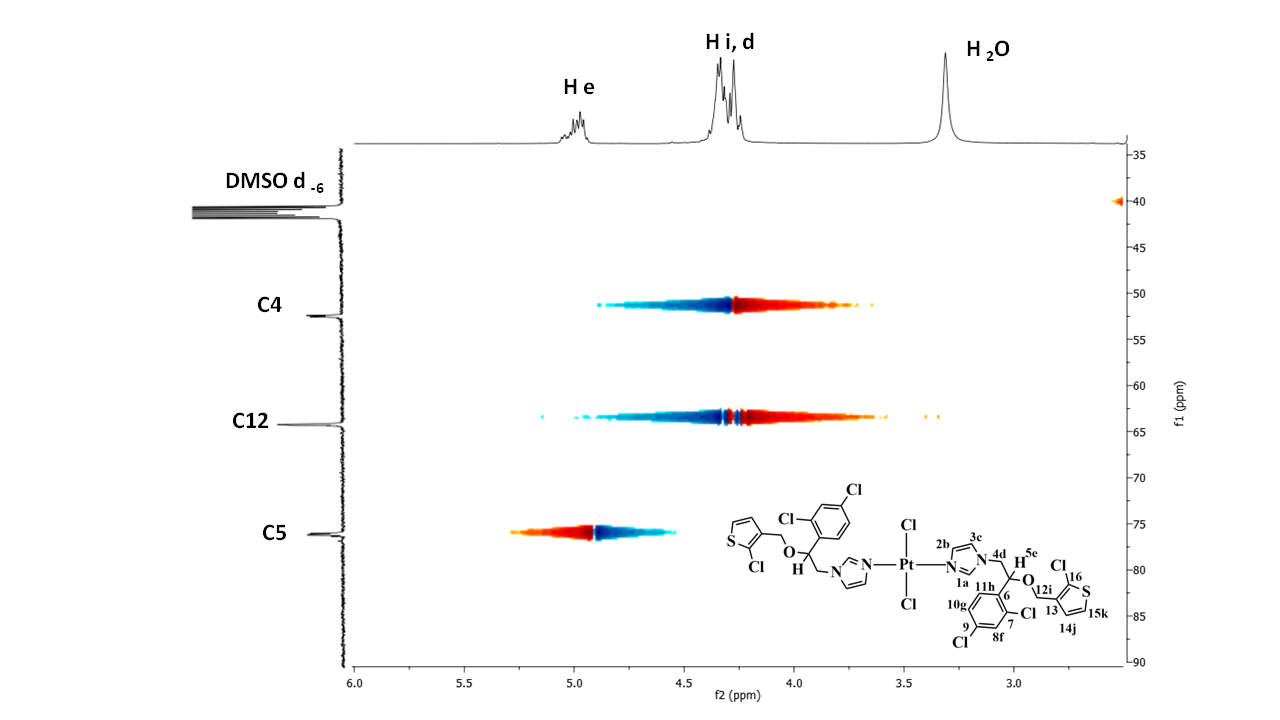 H i, d
H 2O
H e
DMSO d -6
C4
C12
C5
35
40
45
50
55
60
65
70
75
80
85
90
f1 (ppm)
6.0 5.5 5.0 4.5 4.0 3.5 3.0
f2 (ppm)
Cl
Cl
S
Cl
O
H
N
N
Cl
Pt
Cl
2b
3c
N
1a
N
4d
H 5e
O
12i
Cl
16
S
15k
13
14j
11h
6
10g
7
Cl
9
8f
Cl